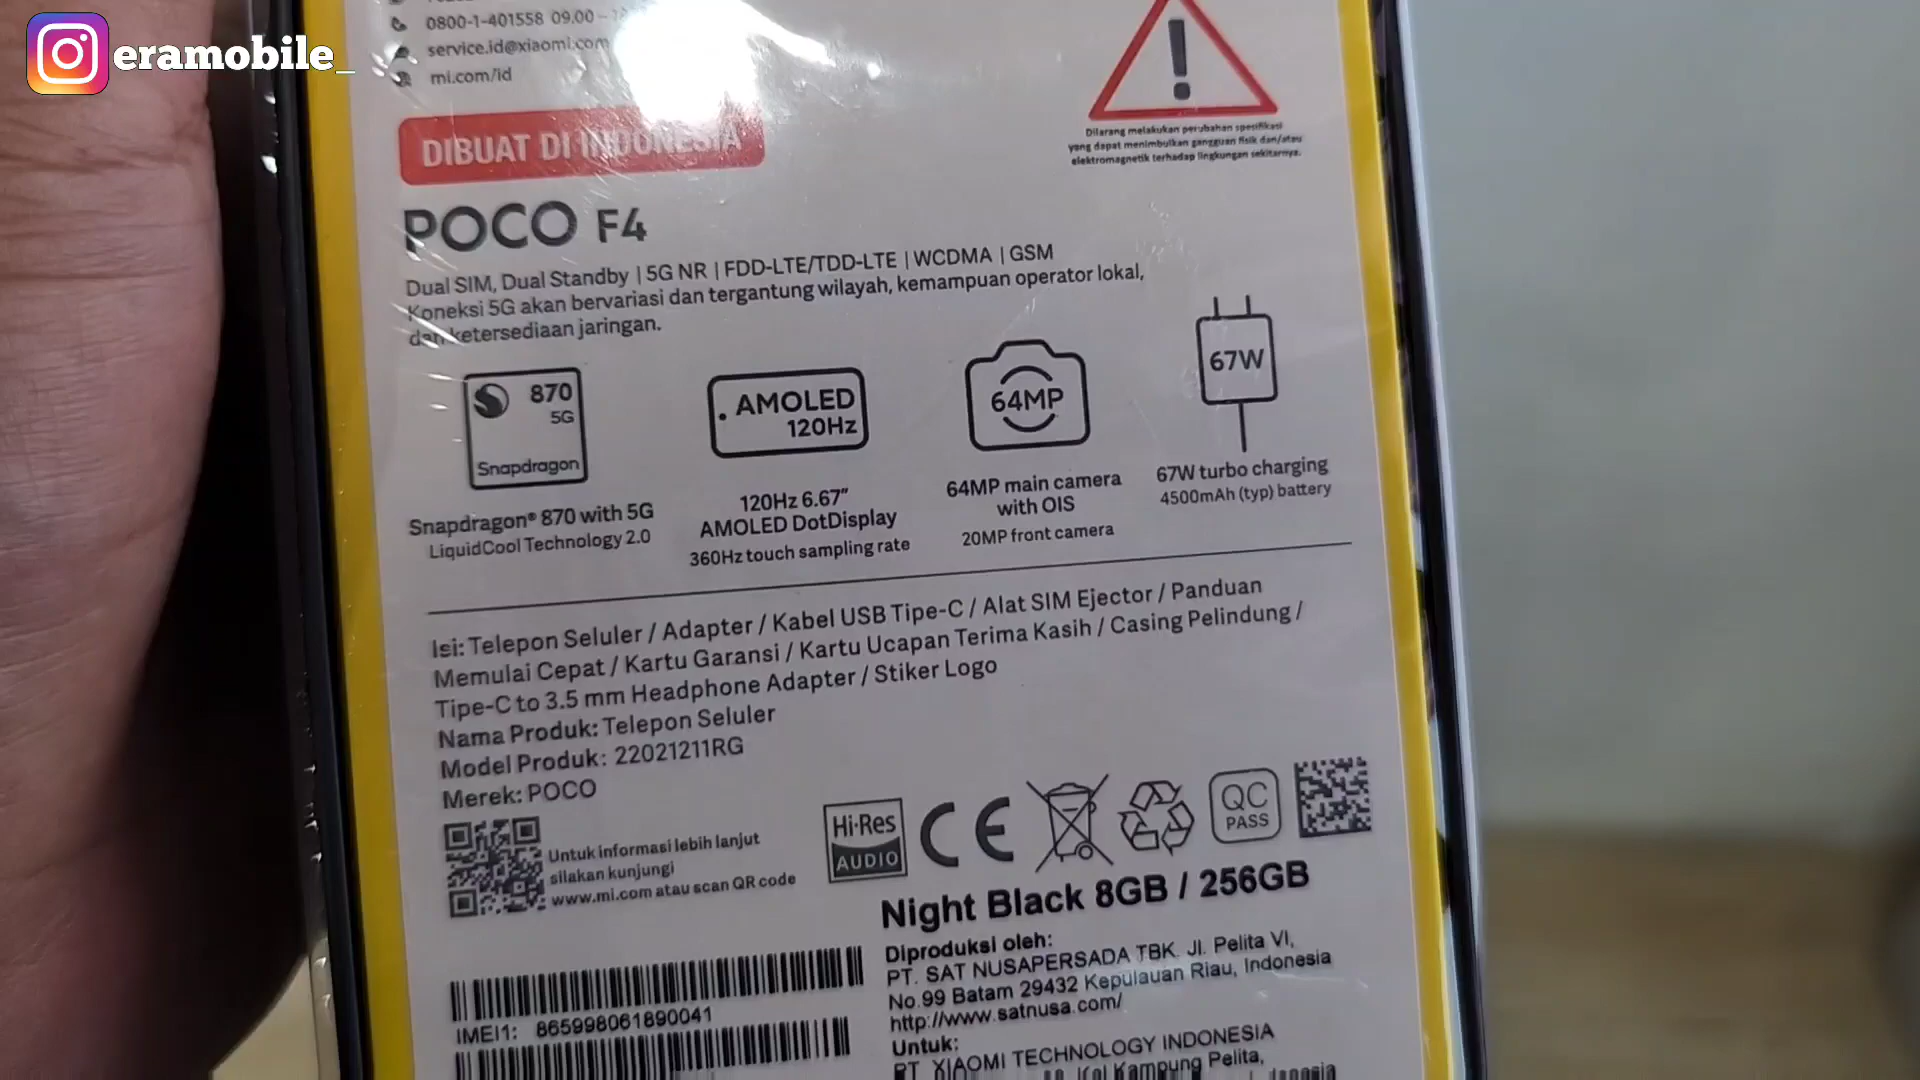 eramobile_
0800-1-401558 09.00 –
service.id@xiaomi.com
mi.com/id
DIBUAT DI INDONESIA
Dilarang melakukan perubahan spesifikasi
yang dapat menimbulkan gangguan fisik dan/atau
elektromagnetik terhadap lingkungan sekitarnya.
POCO F4
Dual SIM, Dual Standby | 5G NR | FDD-LTE/TDD-LTE | WCDMA | GSM
Koneksi 5G akan bervariasi dan tergantung wilayah, kemampuan operator lokal,
dan ketersediaan jaringan.
870
5G
Snapdragon
Snapdragon® 870 with 5G
LiquidCool Technology 2.0
AMOLED
120Hz
120Hz 6.67”
AMOLED DotDisplay
360Hz touch sampling rate
64MP
64MP main camera
with OIS
20MP front camera
67W
67W turbo charging
4500mAh (typ) battery
Isi: Telepon Seluler / Adapter / Kabel USB Tipe-C / Alat SIM Ejector / Panduan
Memulai Cepat / Kartu Garansi / Kartu Ucapan Terima Kasih / Casing Pelindung /
Tipe-C to 3.5 mm Headphone Adapter / Stiker Logo
Nama Produk: Telepon Seluler
Model Produk: 22021211RG
Merek: POCO
Untuk informasi lebih lanjut
silakan kunjungi
www.mi.com atau scan QR code
Hi-Res
AUDIO
CE
QC
PASS
Night Black 8GB / 256GB
Diproduksi oleh:
PT. SAT NUSAPERSADA TBK. Jl. Pelita VI,
No.99 Batam 29432 Kepulauan Riau, Indonesia
http://www.satnusa.com/
Untuk:
PT. XIAOMI TECHNOLOGY INDONESIA
Kampung Pelita,
IMEI1: 865998061890041